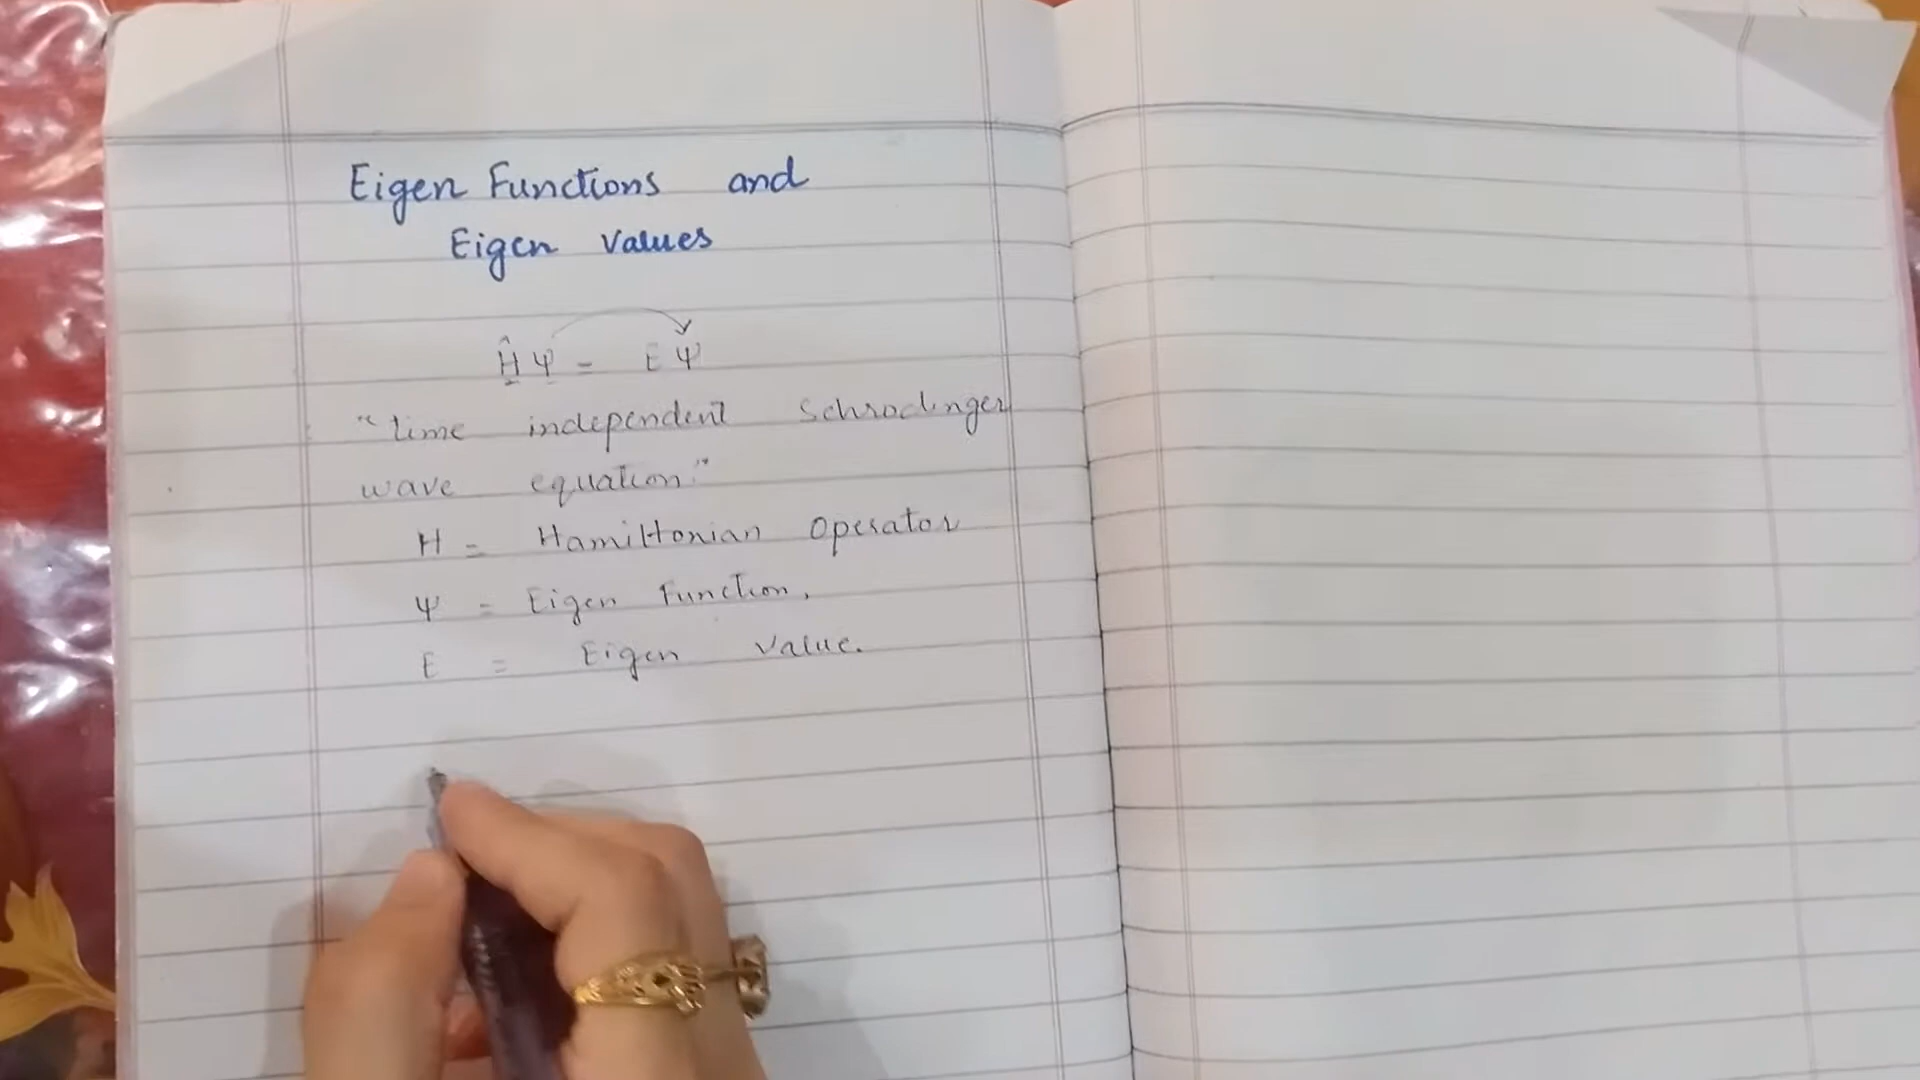 Eigen Functions and
Eigen Values
ĤΨ = EΨ
"time independent Schrodinger
wave equation"
H = Hamiltonian Operator
Ψ = Eigen Function,
E = Eigen Value.